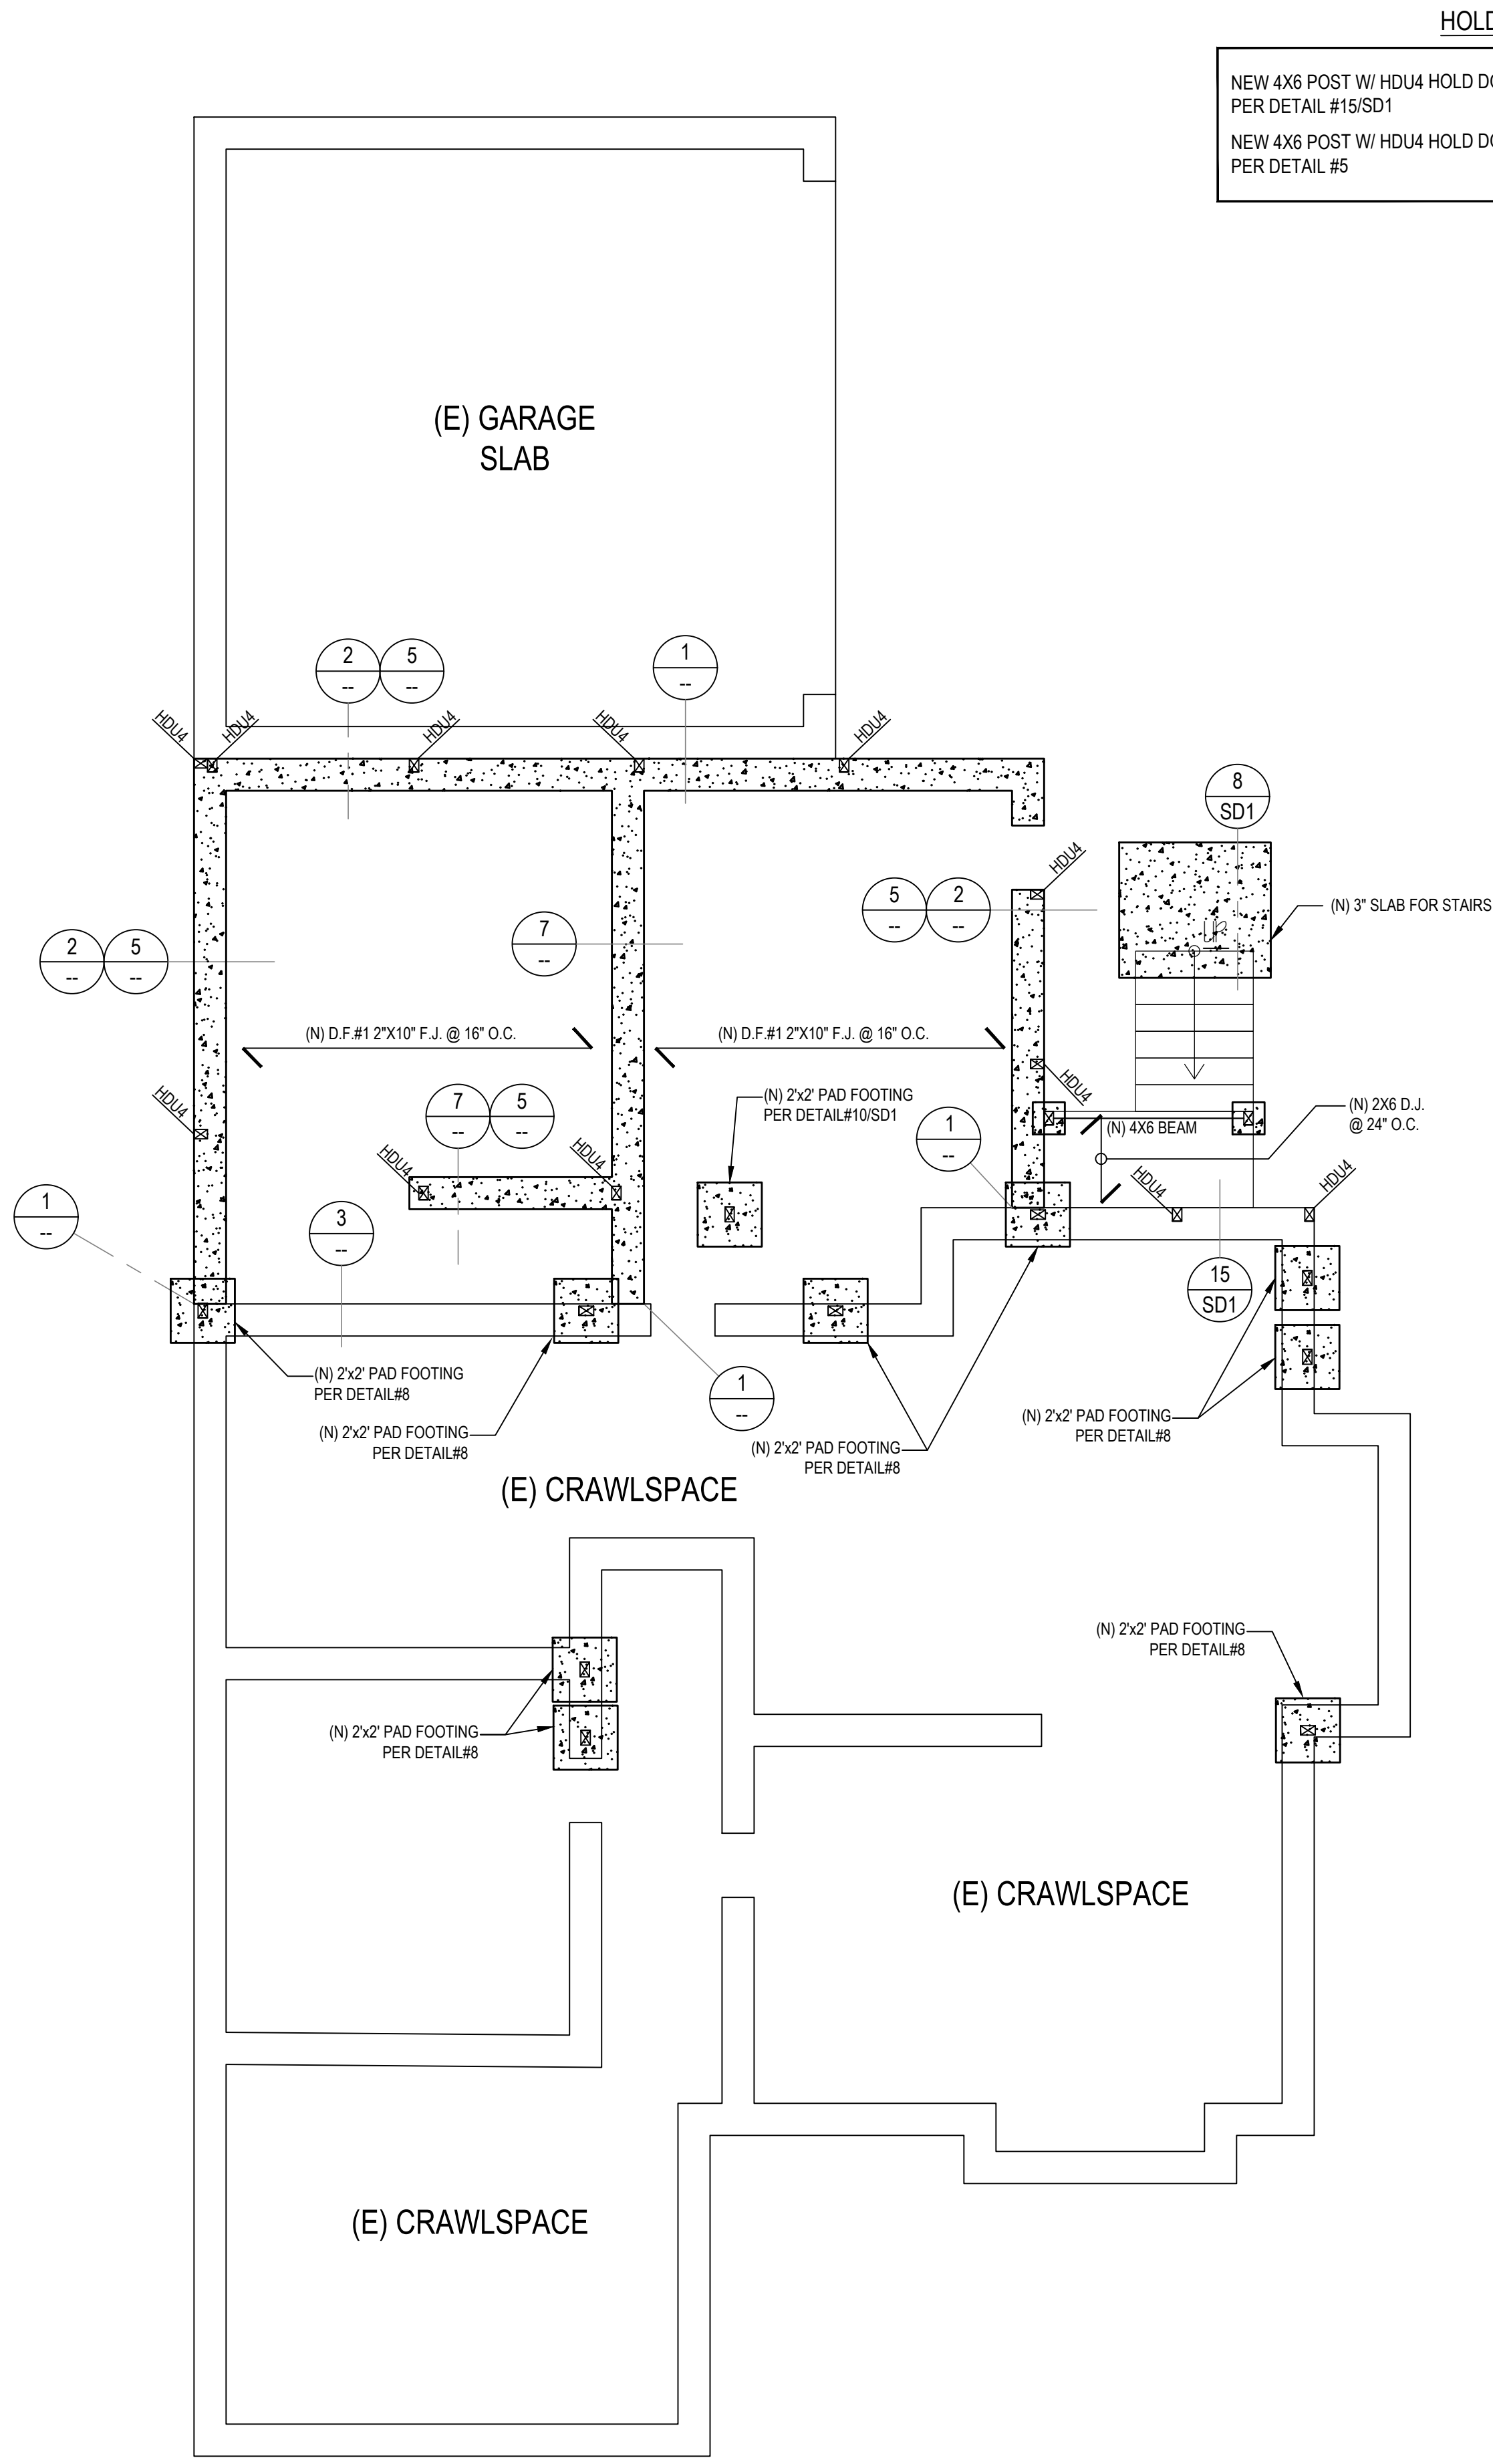 HOLD
NEW 4X6 POST W/ HDU4 HOLD DO
PER DETAIL #15/SD1
NEW 4X6 POST W/ HDU4 HOLD DO
PER DETAIL #5
(E) GARAGE
SLAB
2
--
5
--
1
--
HDU4
HDU4
HDU4
HDU4
HDU4
8
SD1
HDU4
5
--
2
--
(N) 3" SLAB FOR STAIRS
UP
7
--
2
--
5
--
(N) D.F.#1 2"X10" F.J. @ 16" O.C.
(N) D.F.#1 2"X10" F.J. @ 16" O.C.
HDU4
HDU4
7
--
5
--
(N) 2'x2' PAD FOOTING
PER DETAIL#10/SD1
1
--
(N) 4X6 BEAM
(N) 2X6 D.J.
@ 24" O.C.
HDU4
HDU4
HDU4
HDU4
1
--
3
--
15
SD1
(N) 2'x2' PAD FOOTING
PER DETAIL#8
1
--
(N) 2'x2' PAD FOOTING
PER DETAIL#8
(N) 2'x2' PAD FOOTING
PER DETAIL#8
(N) 2'x2' PAD FOOTING
PER DETAIL#8
(E) CRAWLSPACE
(N) 2'x2' PAD FOOTING
PER DETAIL#8
(N) 2'x2' PAD FOOTING
PER DETAIL#8
(E) CRAWLSPACE
(E) CRAWLSPACE